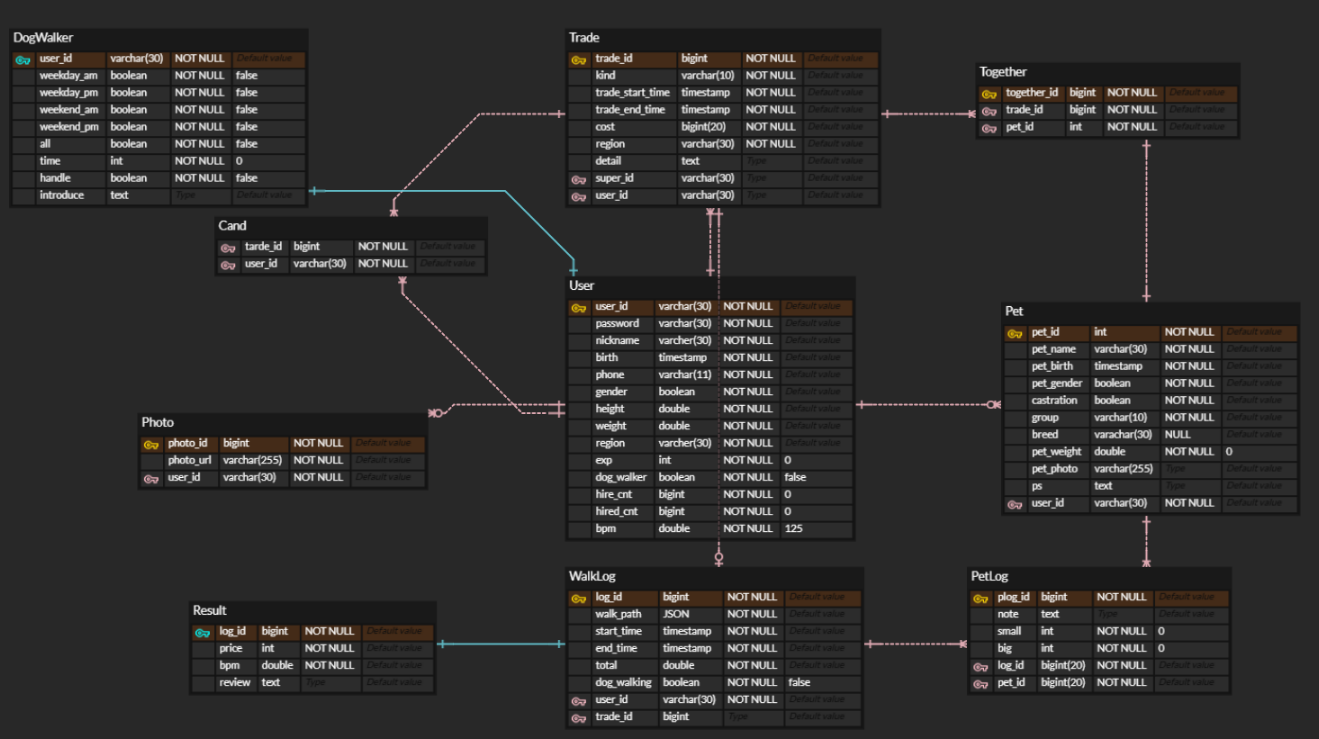 DogWalker
user_id varchar(30) NOT NULL Default value
weekday_am boolean NOT NULL false
weekday_pm boolean NOT NULL false
weekend_am boolean NOT NULL false
weekend_pm boolean NOT NULL false
all boolean NOT NULL false
time int NOT NULL 0
handle boolean NOT NULL false
introduce text Type Default value
Trade
trade_id bigint NOT NULL Default value
kind varchar(10) NOT NULL Default value
trade_start_time timestamp NOT NULL Default value
trade_end_time timestamp NOT NULL Default value
cost bigint(20) NOT NULL Default value
region varchar(30) NOT NULL Default value
detail text Type Default value
super_id varchar(30) Type Default value
user_id varchar(30) Type Default value
Together
together_id bigint NOT NULL Default value
trade_id bigint NOT NULL Default value
pet_id int NOT NULL Default value
Cand
tarde_id bigint NOT NULL Default value
user_id varchar(30) NOT NULL Default value
User
user_id varchar(30) NOT NULL Default value
password varchar(30) NOT NULL Default value
nickname varcher(30) NOT NULL Default value
birth timestamp NOT NULL Default value
phone varchar(11) NOT NULL Default value
gender boolean NOT NULL Default value
height double NOT NULL Default value
weight double NOT NULL Default value
region varcher(30) NOT NULL Default value
exp int NOT NULL 0
dog_walker boolean NOT NULL false
hire_cnt bigint NOT NULL 0
hired_cnt bigint NOT NULL 0
bpm double NOT NULL 125
Pet
pet_id int NOT NULL Default value
pet_name varchar(30) NOT NULL Default value
pet_birth timestamp NOT NULL Default value
pet_gender boolean NOT NULL Default value
castration boolean NOT NULL Default value
group varchar(10) NOT NULL Default value
breed varachar(30) NULL Default value
pet_weight double NOT NULL 0
pet_photo varchar(255) Type Default value
ps text Type Default value
user_id varchar(30) NOT NULL Default value
Photo
photo_id bigint NOT NULL Default value
photo_url varchar(255) NOT NULL Default value
user_id varchar(30) NOT NULL Default value
WalkLog
log_id bigint NOT NULL Default value
walk_path JSON NOT NULL Default value
start_time timestamp NOT NULL Default value
end_time timestamp NOT NULL Default value
total double NOT NULL Default value
dog_walking boolean NOT NULL false
user_id varchar(30) NOT NULL Default value
trade_id bigint Type Default value
PetLog
plog_id bigint NOT NULL Default value
note text Type Default value
small int NOT NULL 0
big int NOT NULL 0
log_id bigint(20) NOT NULL Default value
pet_id bigint(20) NOT NULL Default value
Result
log_id bigint NOT NULL Default value
price int NOT NULL Default value
bpm double NOT NULL Default value
review text Type Default value